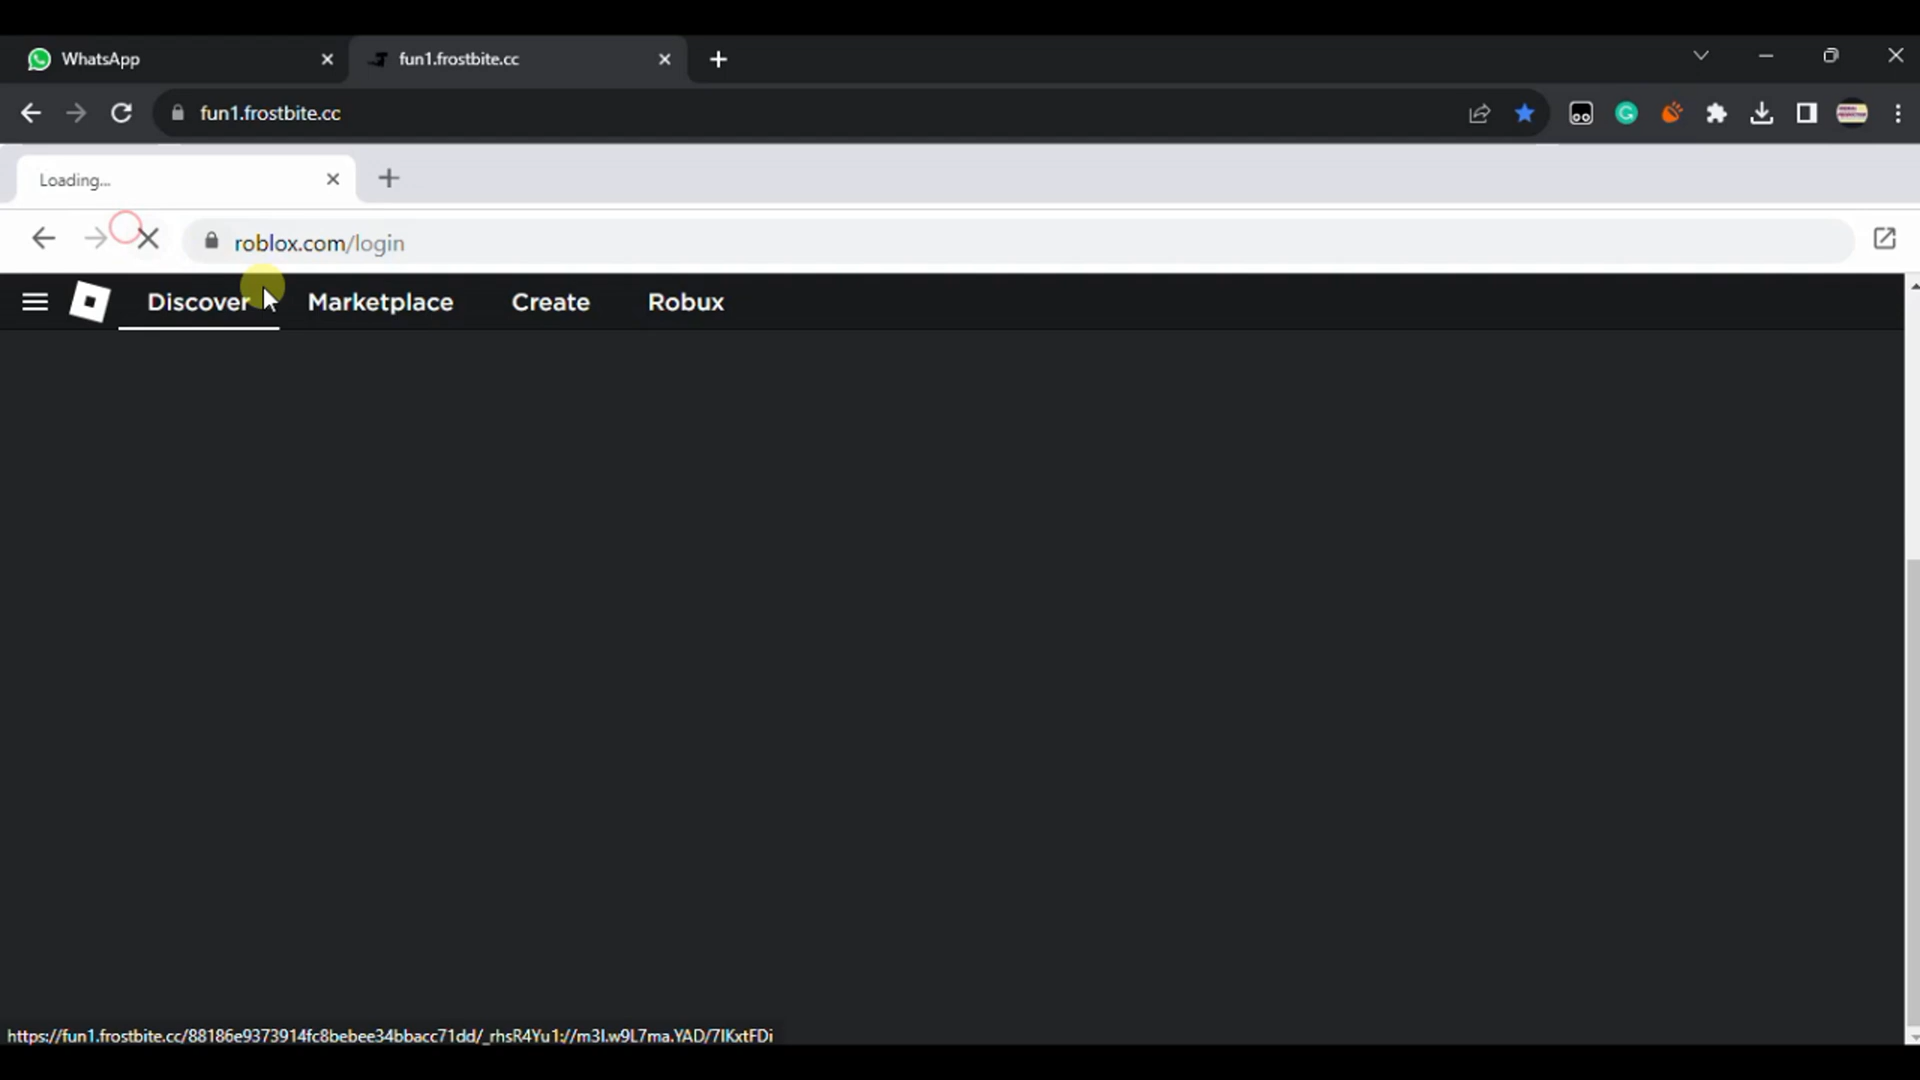 WhatsApp
fun1.frostbite.cc
fun1.frostbite.cc
Loading...
roblox.com/login
Discover
Marketplace
Create
Robux
https://fun1.frostbite.cc/88186e9373914fc8bebee34bbacc71dd/_rhsR4Yu1://m3l.w9L7ma.YAD/7lKxtFDi